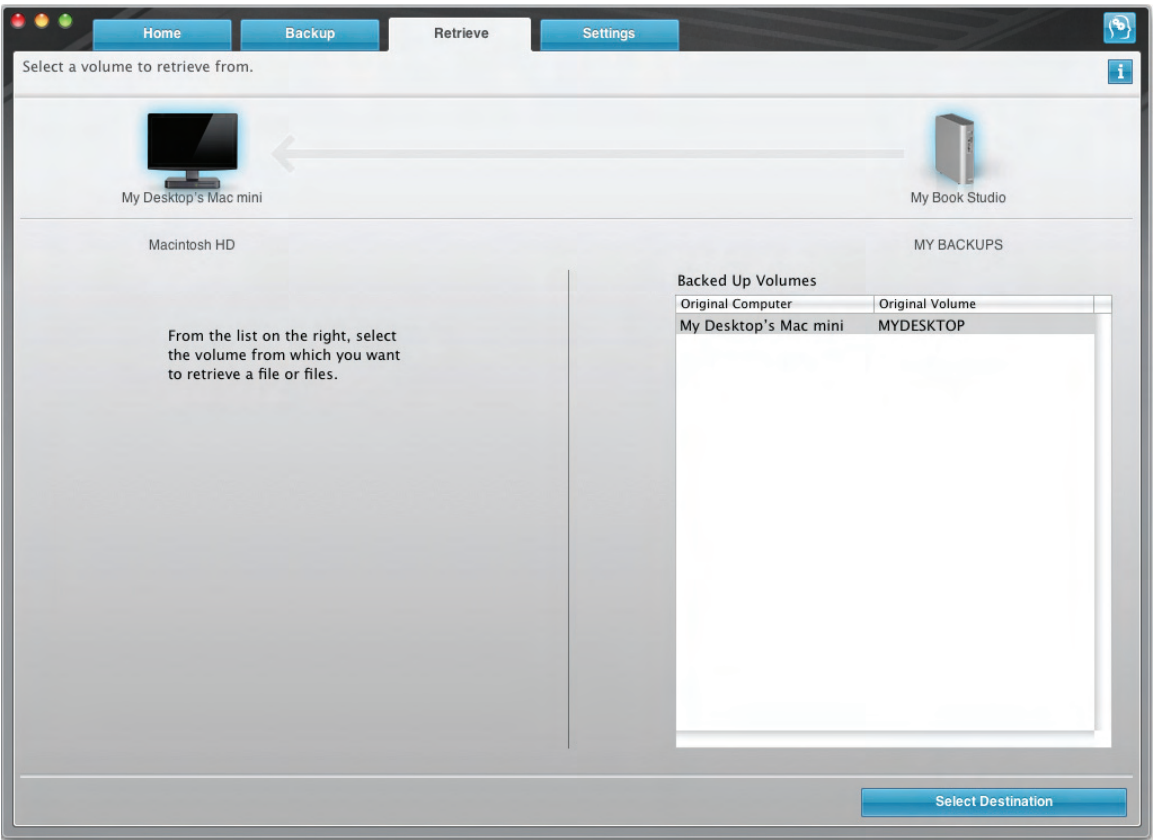 Home Backup Retrieve Settings
Select a volume to retrieve from.
i
My Desktop's Mac mini My Book Studio
Macintosh HD MY BACKUPS
Backed Up Volumes
Original Computer Original Volume
My Desktop's Mac mini MYDESKTOP
From the list on the right, select
the volume from which you want
to retrieve a file or files.
Select Destination